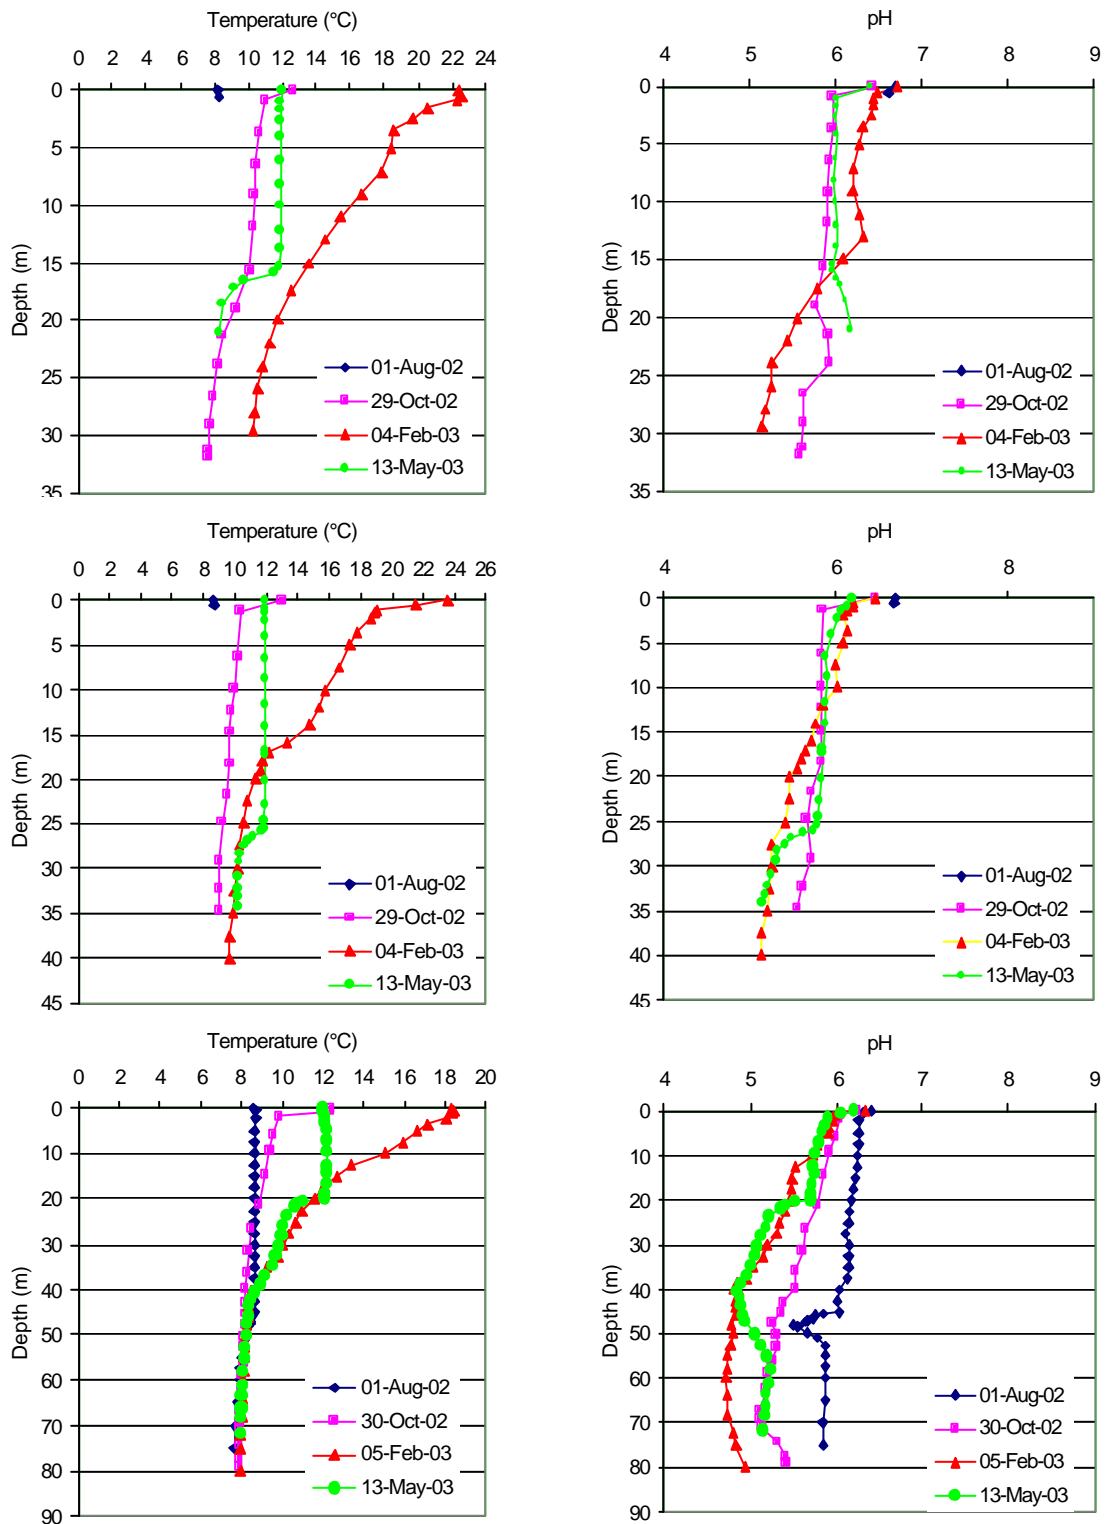 Temperature (°C)
0 2 4 6 8 10 12 14 16 18 20 22 24
0
5
10
15
20
25
30
35
Depth (m)
01-Aug-02
29-Oct-02
04-Feb-03
13-May-03
pH
4 5 6 7 8 9
0
5
10
15
20
25
30
35
Depth (m)
01-Aug-02
29-Oct-02
04-Feb-03
13-May-03
Temperature (°C)
0 2 4 6 8 10 12 14 16 18 20 22 24 26
0
5
10
15
20
25
30
35
40
45
Depth (m)
01-Aug-02
29-Oct-02
04-Feb-03
13-May-03
pH
4 6 8
0
5
10
15
20
25
30
35
40
45
Depth (m)
01-Aug-02
29-Oct-02
04-Feb-03
13-May-03
Temperature (°C)
0 2 4 6 8 10 12 14 16 18 20
0
10
20
30
40
50
60
70
80
90
Depth (m)
01-Aug-02
30-Oct-02
05-Feb-03
13-May-03
pH
4 5 6 7 8 9
0
10
20
30
40
50
60
70
80
90
Depth (m)
01-Aug-02
30-Oct-02
05-Feb-03
13-May-03